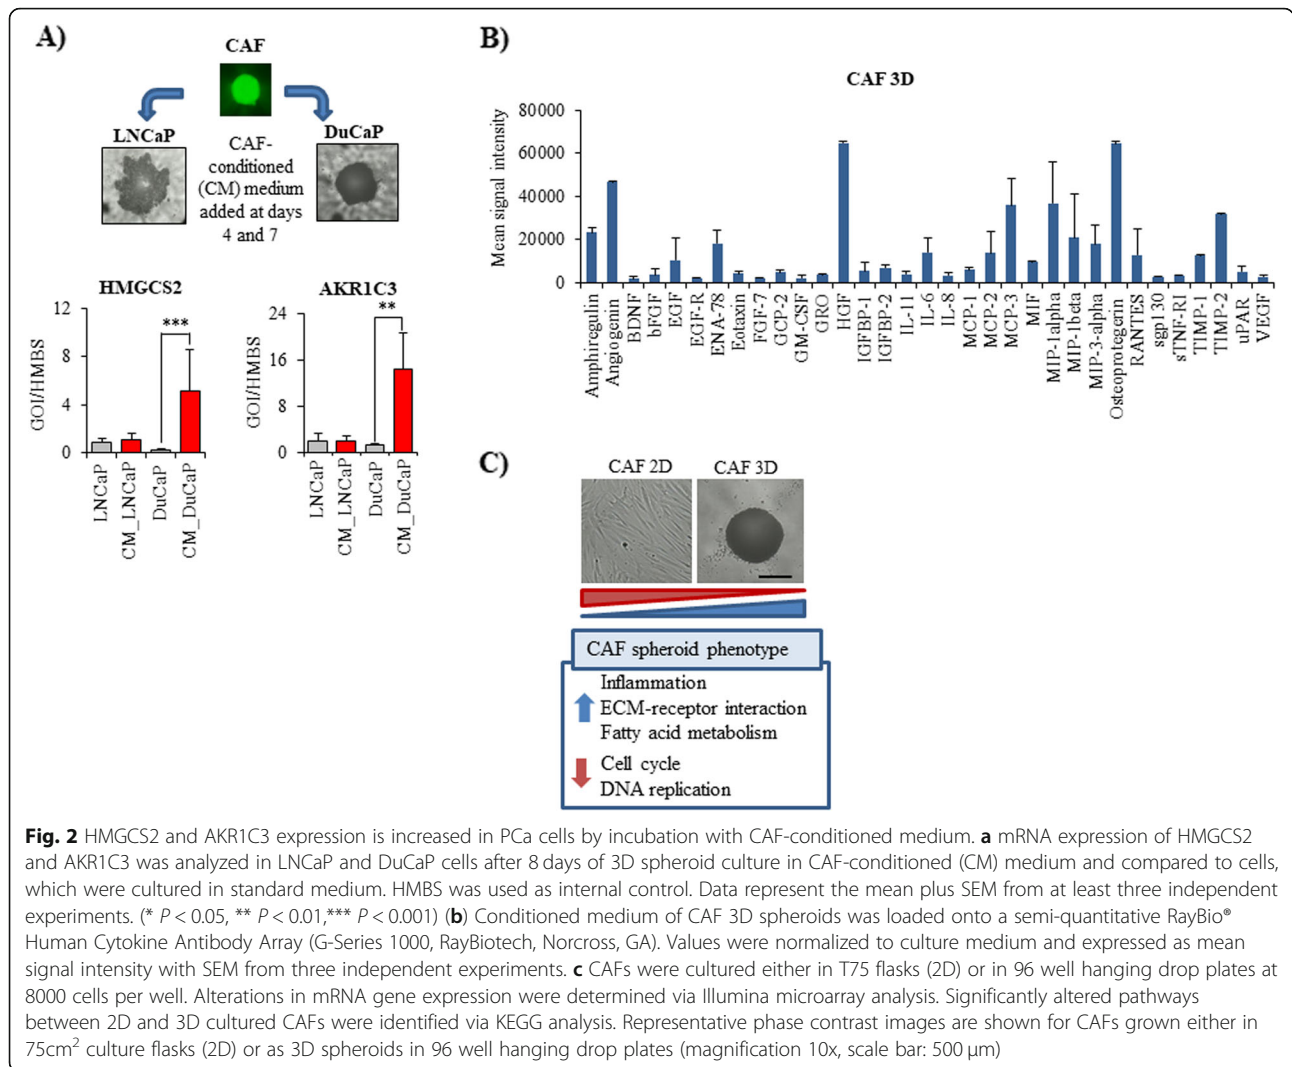 A)
CAF
LNCaP
DuCaP
CAF-
conditioned
(CM) medium
added at days
4 and 7
HMGCS2
GOI/HMBS
12
8
4
0
***
LNCaP
CM_LNCaP
DuCaP
CM_DuCaP
AKR1C3
GOI/HMBS
24
16
8
0
**
LNCaP
CM_LNCaP
DuCaP
CM_DuCaP
B)
CAF 3D
Mean signal intensity
80000
60000
40000
20000
0
Amphiregulin
Angiogenin
BDNF
bFGF
EGF
EGF-R
ENA-78
Eotaxin
FGF-7
GCP-2
GM-CSF
GRO
HGF
IGFBP-1
IGFBP-2
IL-11
IL-6
IL-8
MCP-1
MCP-2
MCP-3
MIF
MIP-1alpha
MIP-1beta
MIP-3-alpha
Osteoprotegerin
RANTES
sgp130
sTNF-RI
TIMP-1
TIMP-2
uPAR
VEGF
C)
CAF 2D
CAF 3D
CAF spheroid phenotype
Inflammation
ECM-receptor interaction
Fatty acid metabolism
Cell cycle
DNA replication
Fig. 2 HMGCS2 and AKR1C3 expression is increased in PCa cells by incubation with CAF-conditioned medium. a mRNA expression of HMGCS2
and AKR1C3 was analyzed in LNCaP and DuCaP cells after 8 days of 3D spheroid culture in CAF-conditioned (CM) medium and compared to cells,
which were cultured in standard medium. HMBS was used as internal control. Data represent the mean plus SEM from at least three independent
experiments. (* P < 0.05, ** P < 0.01,*** P < 0.001) (b) Conditioned medium of CAF 3D spheroids was loaded onto a semi-quantitative RayBio®
Human Cytokine Antibody Array (G-Series 1000, RayBiotech, Norcross, GA). Values were normalized to culture medium and expressed as mean
signal intensity with SEM from three independent experiments. c CAFs were cultured either in T75 flasks (2D) or in 96 well hanging drop plates at
8000 cells per well. Alterations in mRNA gene expression were determined via Illumina microarray analysis. Significantly altered pathways
between 2D and 3D cultured CAFs were identified via KEGG analysis. Representative phase contrast images are shown for CAFs grown either in
75cm² culture flasks (2D) or as 3D spheroids in 96 well hanging drop plates (magnification 10x, scale bar: 500 μm)